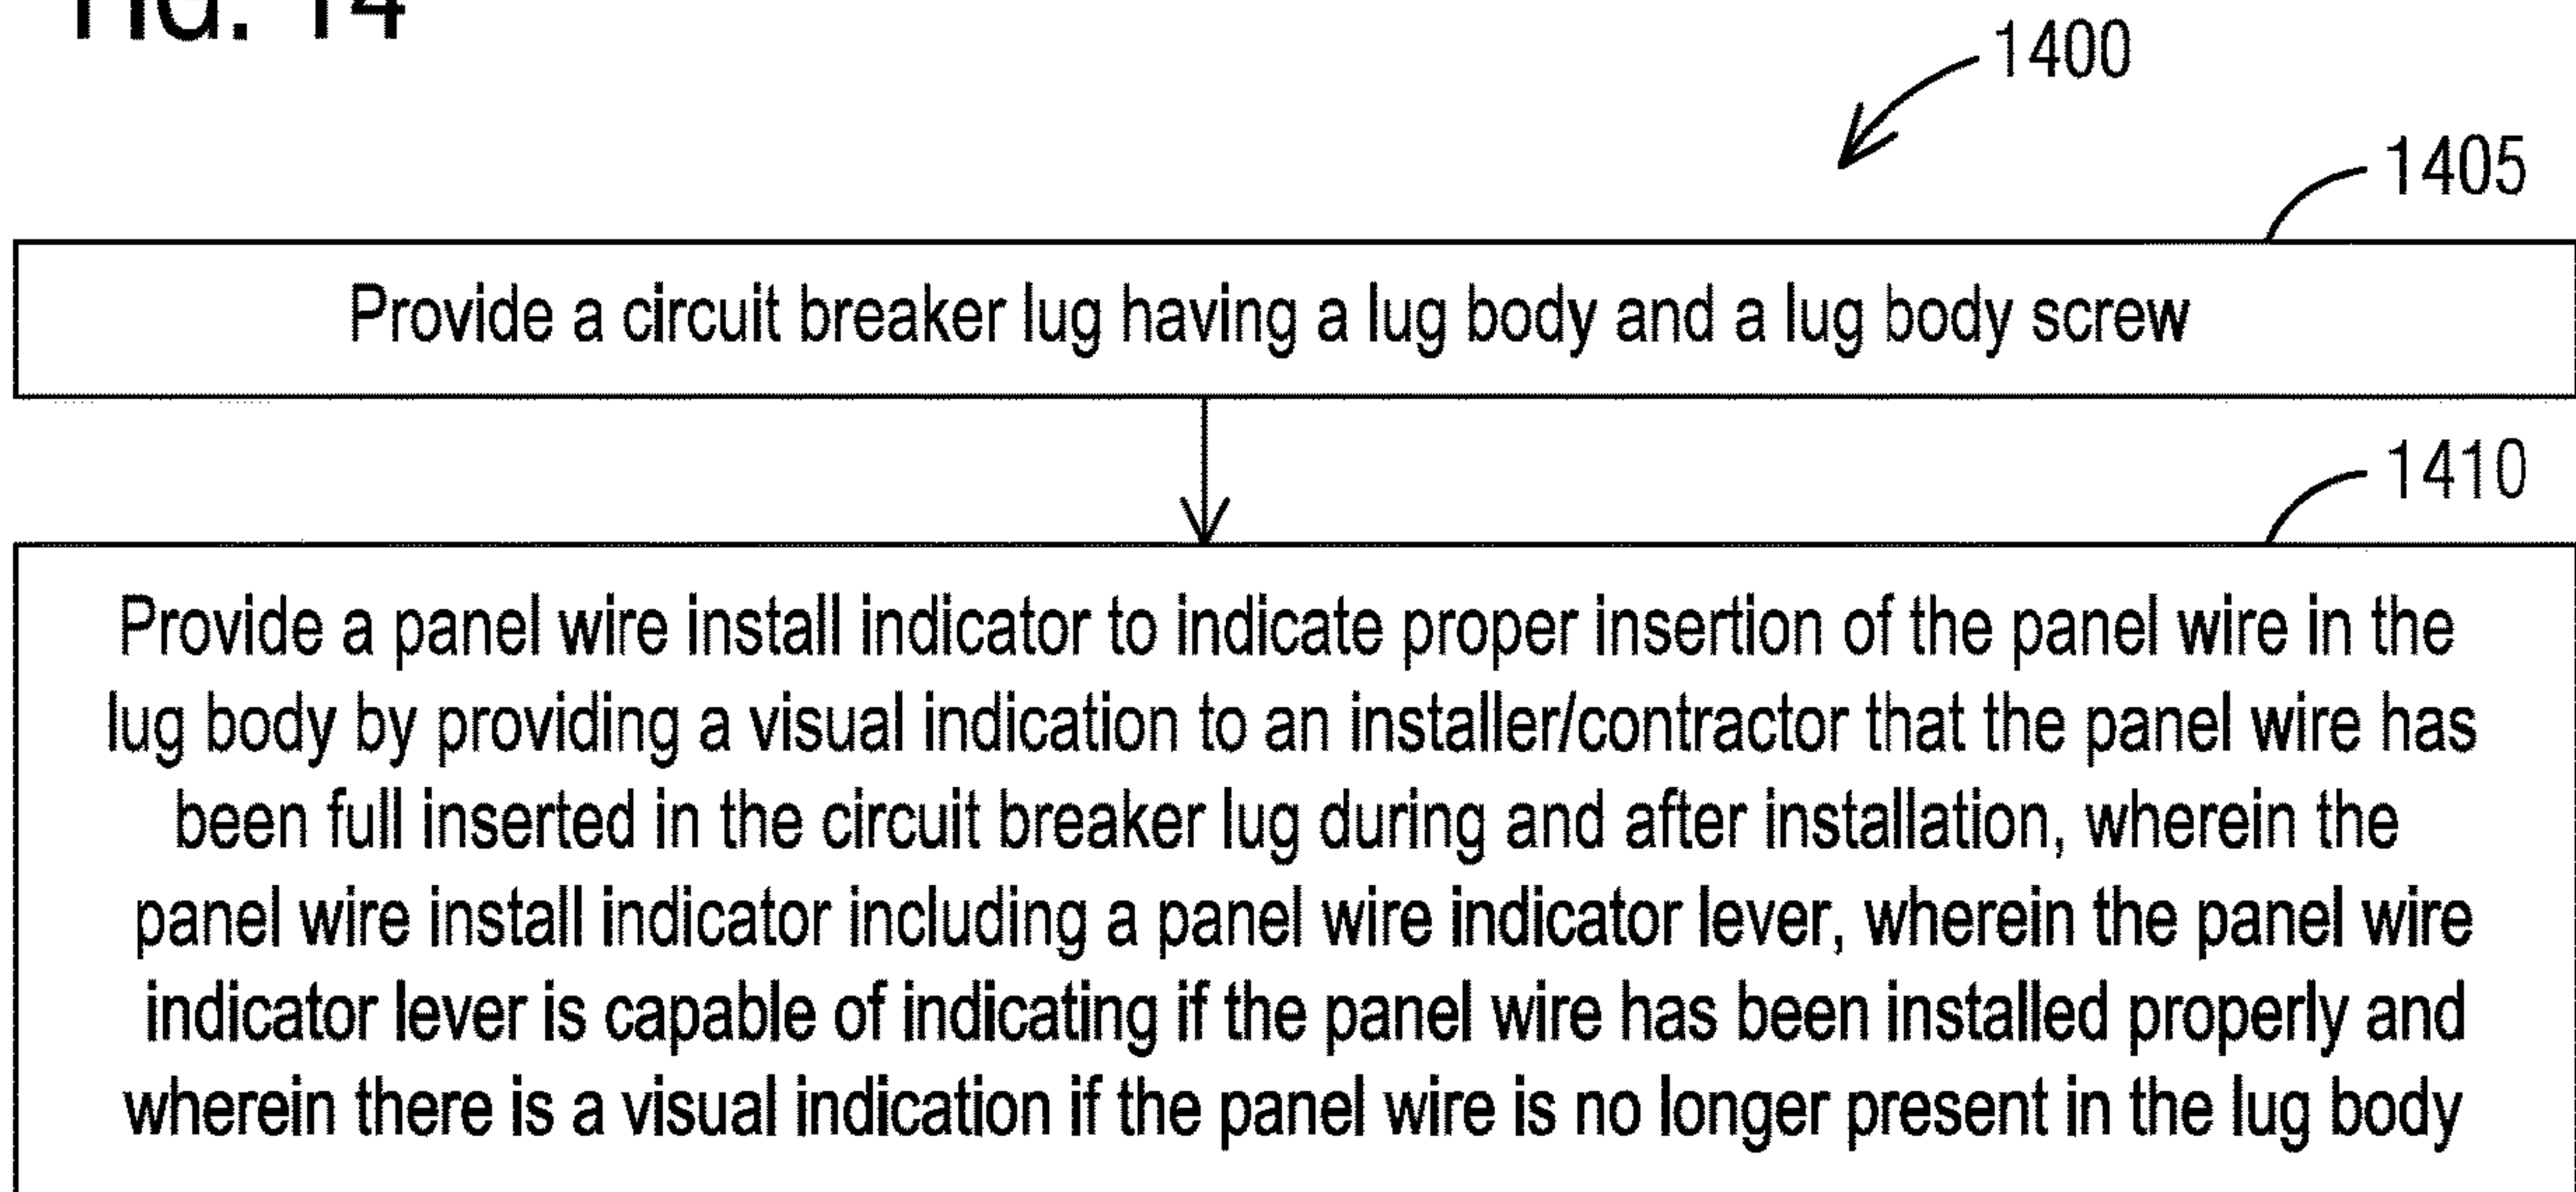 FIG. 14
1400
1405
Provide a circuit breaker lug having a lug body and a lug body screw
1410
Provide a panel wire install indicator to indicate proper insertion of the panel wire in the
lug body by providing a visual indication to an installer/contractor that the panel wire has
been full inserted in the circuit breaker lug during and after installation, wherein the
panel wire install indicator including a panel wire indicator lever, wherein the panel wire
indicator lever is capable of indicating if the panel wire has been installed properly and
wherein there is a visual indication if the panel wire is no longer present in the lug body